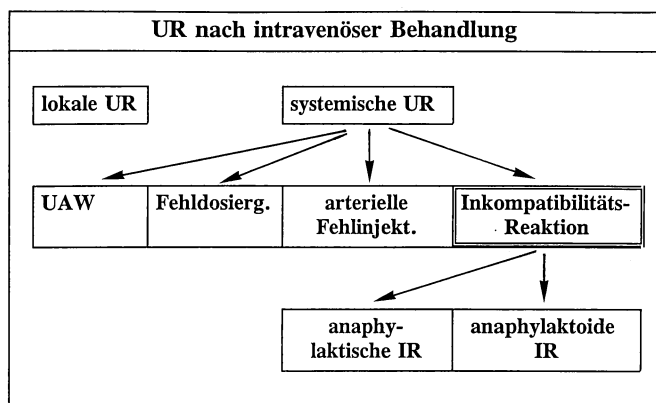 UR nach intravenöser Behandlung
lokale UR
systemische UR
UAW
Fehldosierg.
arterielle
Fehlinjekt.
Inkompatibilitäts-
Reaktion
anaphy-
laktische IR
anaphylaktoide
IR